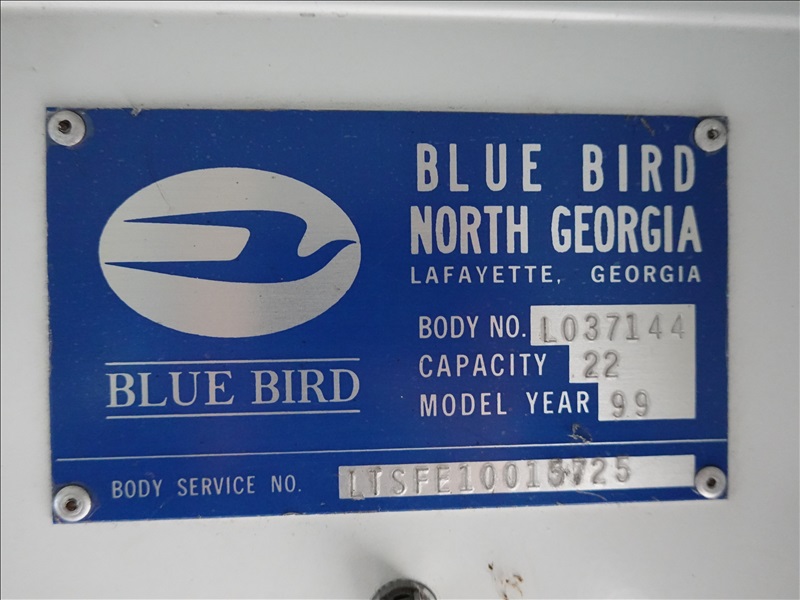 BLUE BIRD
NORTH GEORGIA
LAFAYETTE, GEORGIA
BODY NO. L037144
CAPACITY 22
MODEL YEAR 99
BLUE BIRD
BODY SERVICE NO.